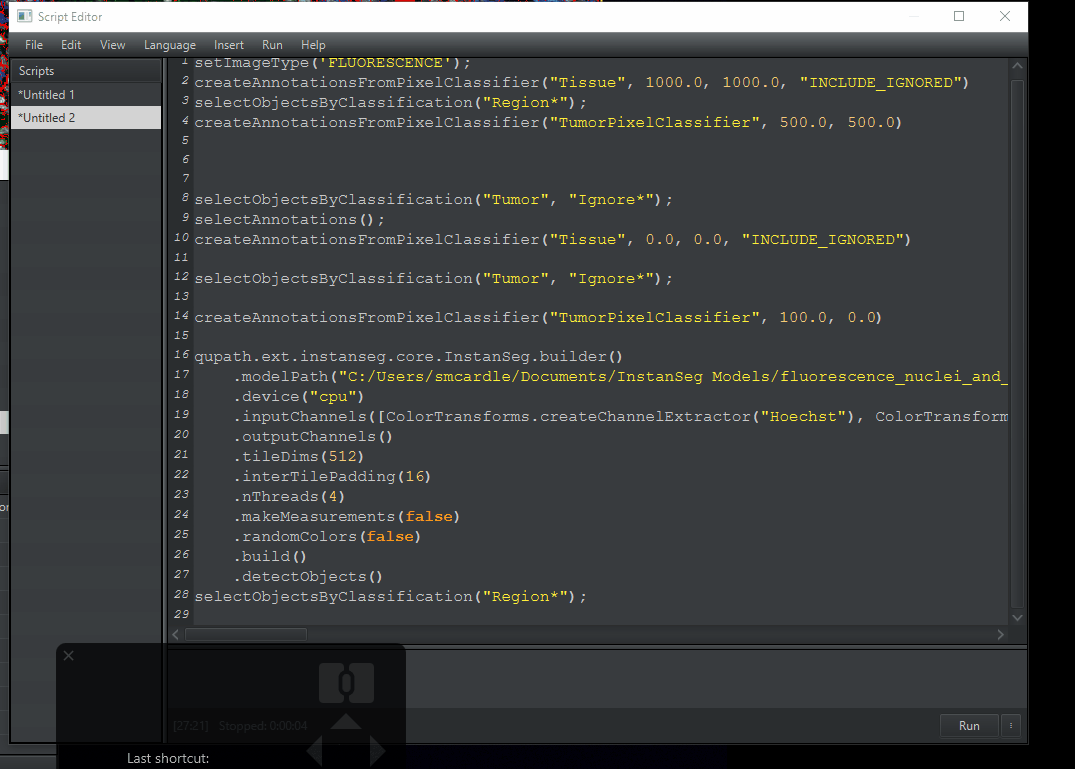 Script Editor
File Edit View Language Insert Run Help
Scripts
*Untitled 1
*Untitled 2
1 setImageType('FLUORESCENCE');
2 createAnnotationsFromPixelClassifier("Tissue", 1000.0, 1000.0, "INCLUDE_IGNORED")
3 selectObjectsByClassification("Region*");
4 createAnnotationsFromPixelClassifier("TumorPixelClassifier", 500.0, 500.0)
5
6
7
8 selectObjectsByClassification("Tumor", "Ignore*");
9 selectAnnotations();
10 createAnnotationsFromPixelClassifier("Tissue", 0.0, 0.0, "INCLUDE_IGNORED")
11
12 selectObjectsByClassification("Tumor", "Ignore*");
13
14 createAnnotationsFromPixelClassifier("TumorPixelClassifier", 100.0, 0.0)
15
16 qupath.ext.instanseg.core.InstanSeg.builder()
17 .modelPath("C:/Users/smcardle/Documents/InstanSeg Models/fluorescence_nuclei_and_
18 .device("cpu")
19 .inputChannels([ColorTransforms.createChannelExtractor("Hoechst"), ColorTransform
20 .outputChannels()
21 .tileDims(512)
22 .interTilePadding(16)
23 .nThreads(4)
24 .makeMeasurements(false)
25 .randomColors(false)
26 .build()
27 .detectObjects()
28 selectObjectsByClassification("Region*");
29
[27:21] Stopped: 0:00:04
Run
Last shortcut: